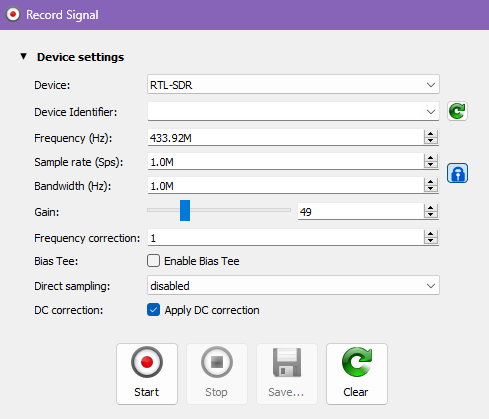 Record Signal
Device settings
Device: RTL-SDR
Device Identifier:
Frequency (Hz): 433.92M
Sample rate (Sps): 1.0M
Bandwidth (Hz): 1.0M
Gain: 49
Frequency correction: 1
Bias Tee: Enable Bias Tee
Direct sampling: disabled
DC correction: Apply DC correction
Start Stop Save... Clear